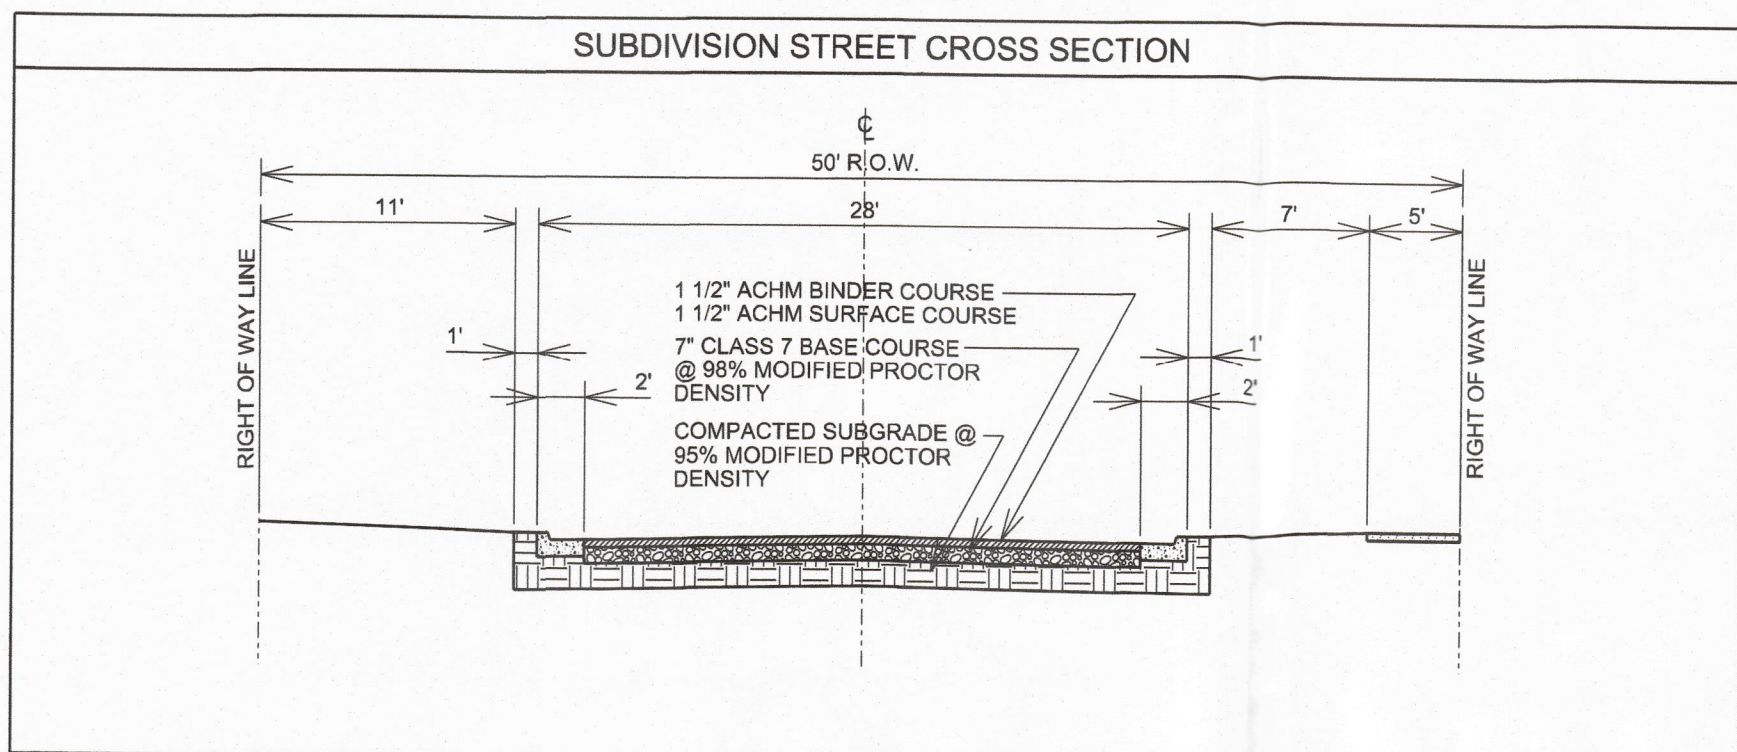 SUBDIVISION STREET CROSS SECTION
℄
50' R.O.W.
11'
28'
7'
5'
RIGHT OF WAY LINE
1 1/2" ACHM BINDER COURSE
1 1/2" ACHM SURFACE COURSE
1'
1'
7" CLASS 7 BASE COURSE
@ 98% MODIFIED PROCTOR
DENSITY
2'
2'
COMPACTED SUBGRADE @
95% MODIFIED PROCTOR
DENSITY
RIGHT OF WAY LINE